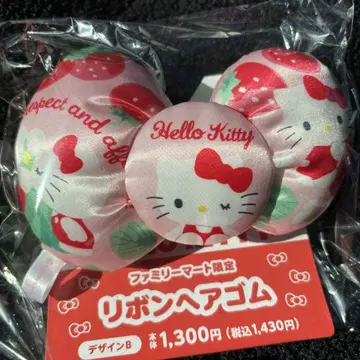 espect and aff
Hello Kitty
ファミリーマート限定
リボンヘアゴム
デザインB
本体1,300円(税込1,430円)